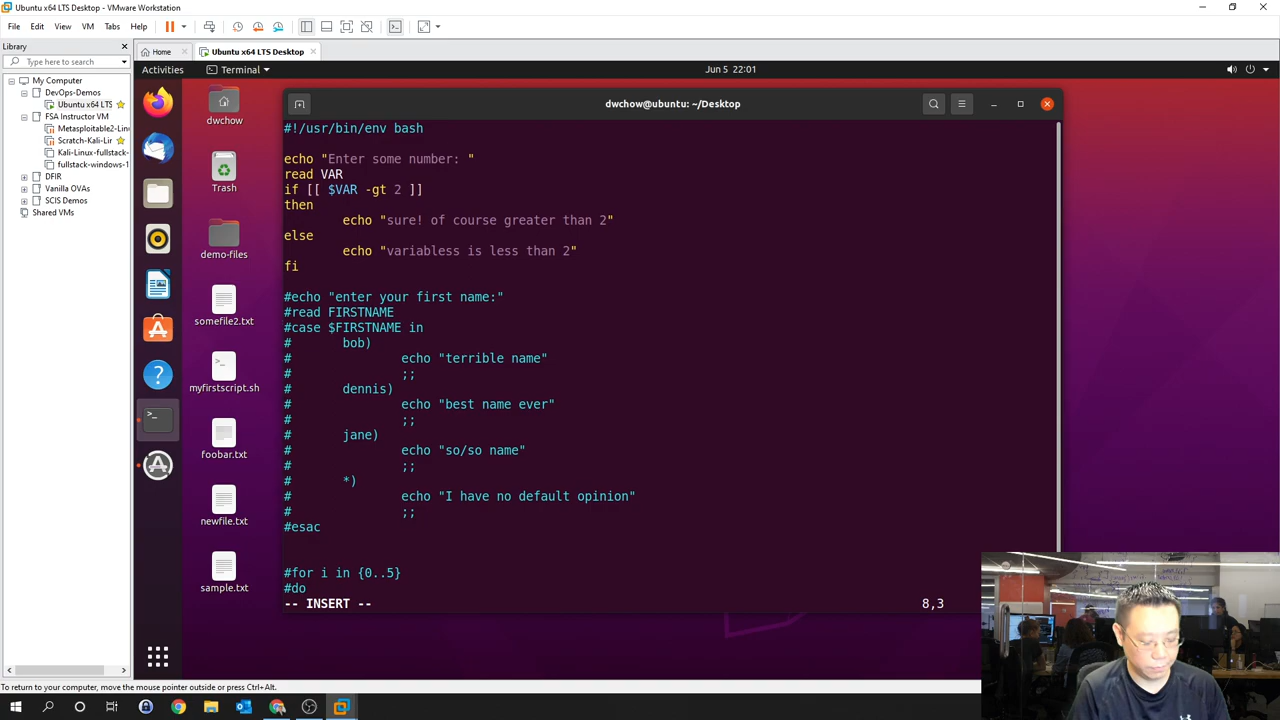 Ubuntu x64 LTS Desktop - VMware Workstation
File Edit View VM Tabs Help
Library
Type here to search
My Computer
DevOps-Demos
Ubuntu x64 LTS
FSA Instructor VM
Metasploitable2-Lin
Scratch-Kali-Lir
Kali-Linux-fullstack-
fullstack-windows-1
DFIR
Vanilla OVAs
SCIS Demos
Shared VMs
Home
Ubuntu x64 LTS Desktop
Activities
Terminal
Jun 5 22:01
dwchow
Trash
demo-files
somefile2.txt
myfirstscript.sh
foobar.txt
newfile.txt
sample.txt
dwchow@ubuntu: ~/Desktop
#!/usr/bin/env bash
echo "Enter some number: "
read VAR
if [[ $VAR -gt 2 ]]
then
echo "sure! of course greater than 2"
else
echo "variabless is less than 2"
fi
#echo "enter your first name:"
#read FIRSTNAME
#case $FIRSTNAME in
# bob)
# echo "terrible name"
# ;;
# dennis)
# echo "best name ever"
# ;;
# jane)
# echo "so/so name"
# ;;
# *)
# echo "I have no default opinion"
# ;;
#esac
#for i in {0..5}
#do
-- INSERT -- 8,3
To return to your computer, move the mouse pointer outside or press Ctrl+Alt.